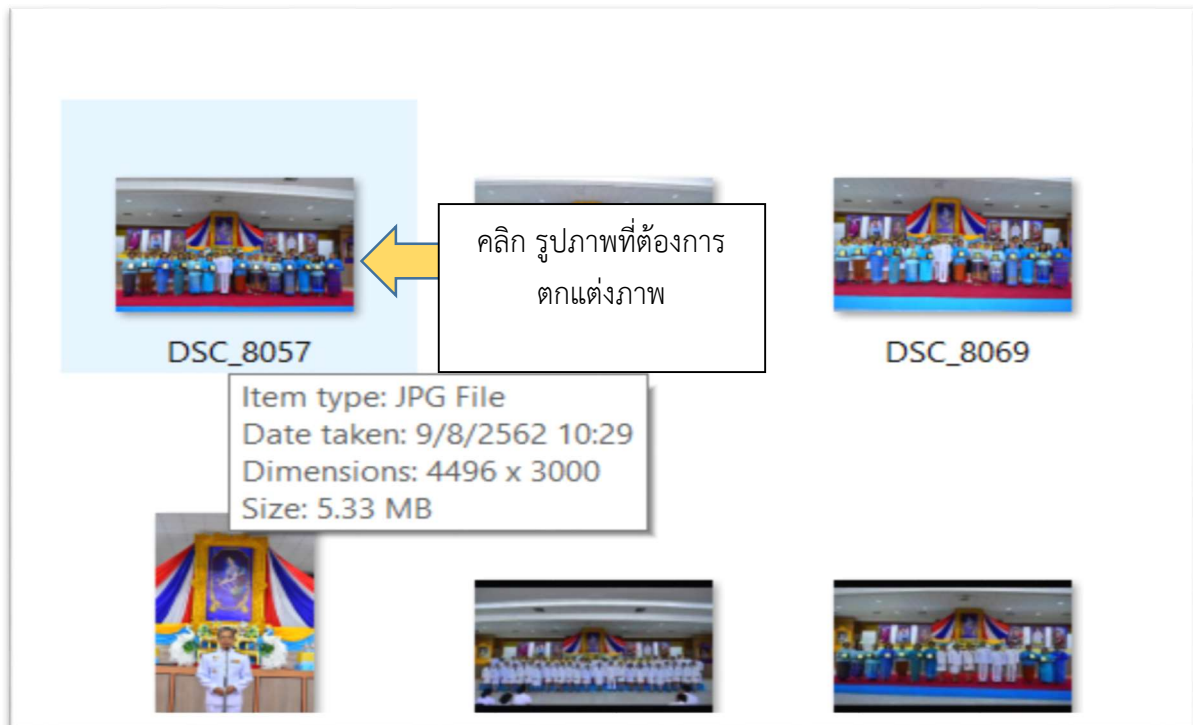 คลิก รูปภาพที่ต้องการ
ตกแต่งภาพ
DSC_8057
DSC_8069
Item type: JPG File
Date taken: 9/8/2562 10:29
Dimensions: 4496 x 3000
Size: 5.33 MB